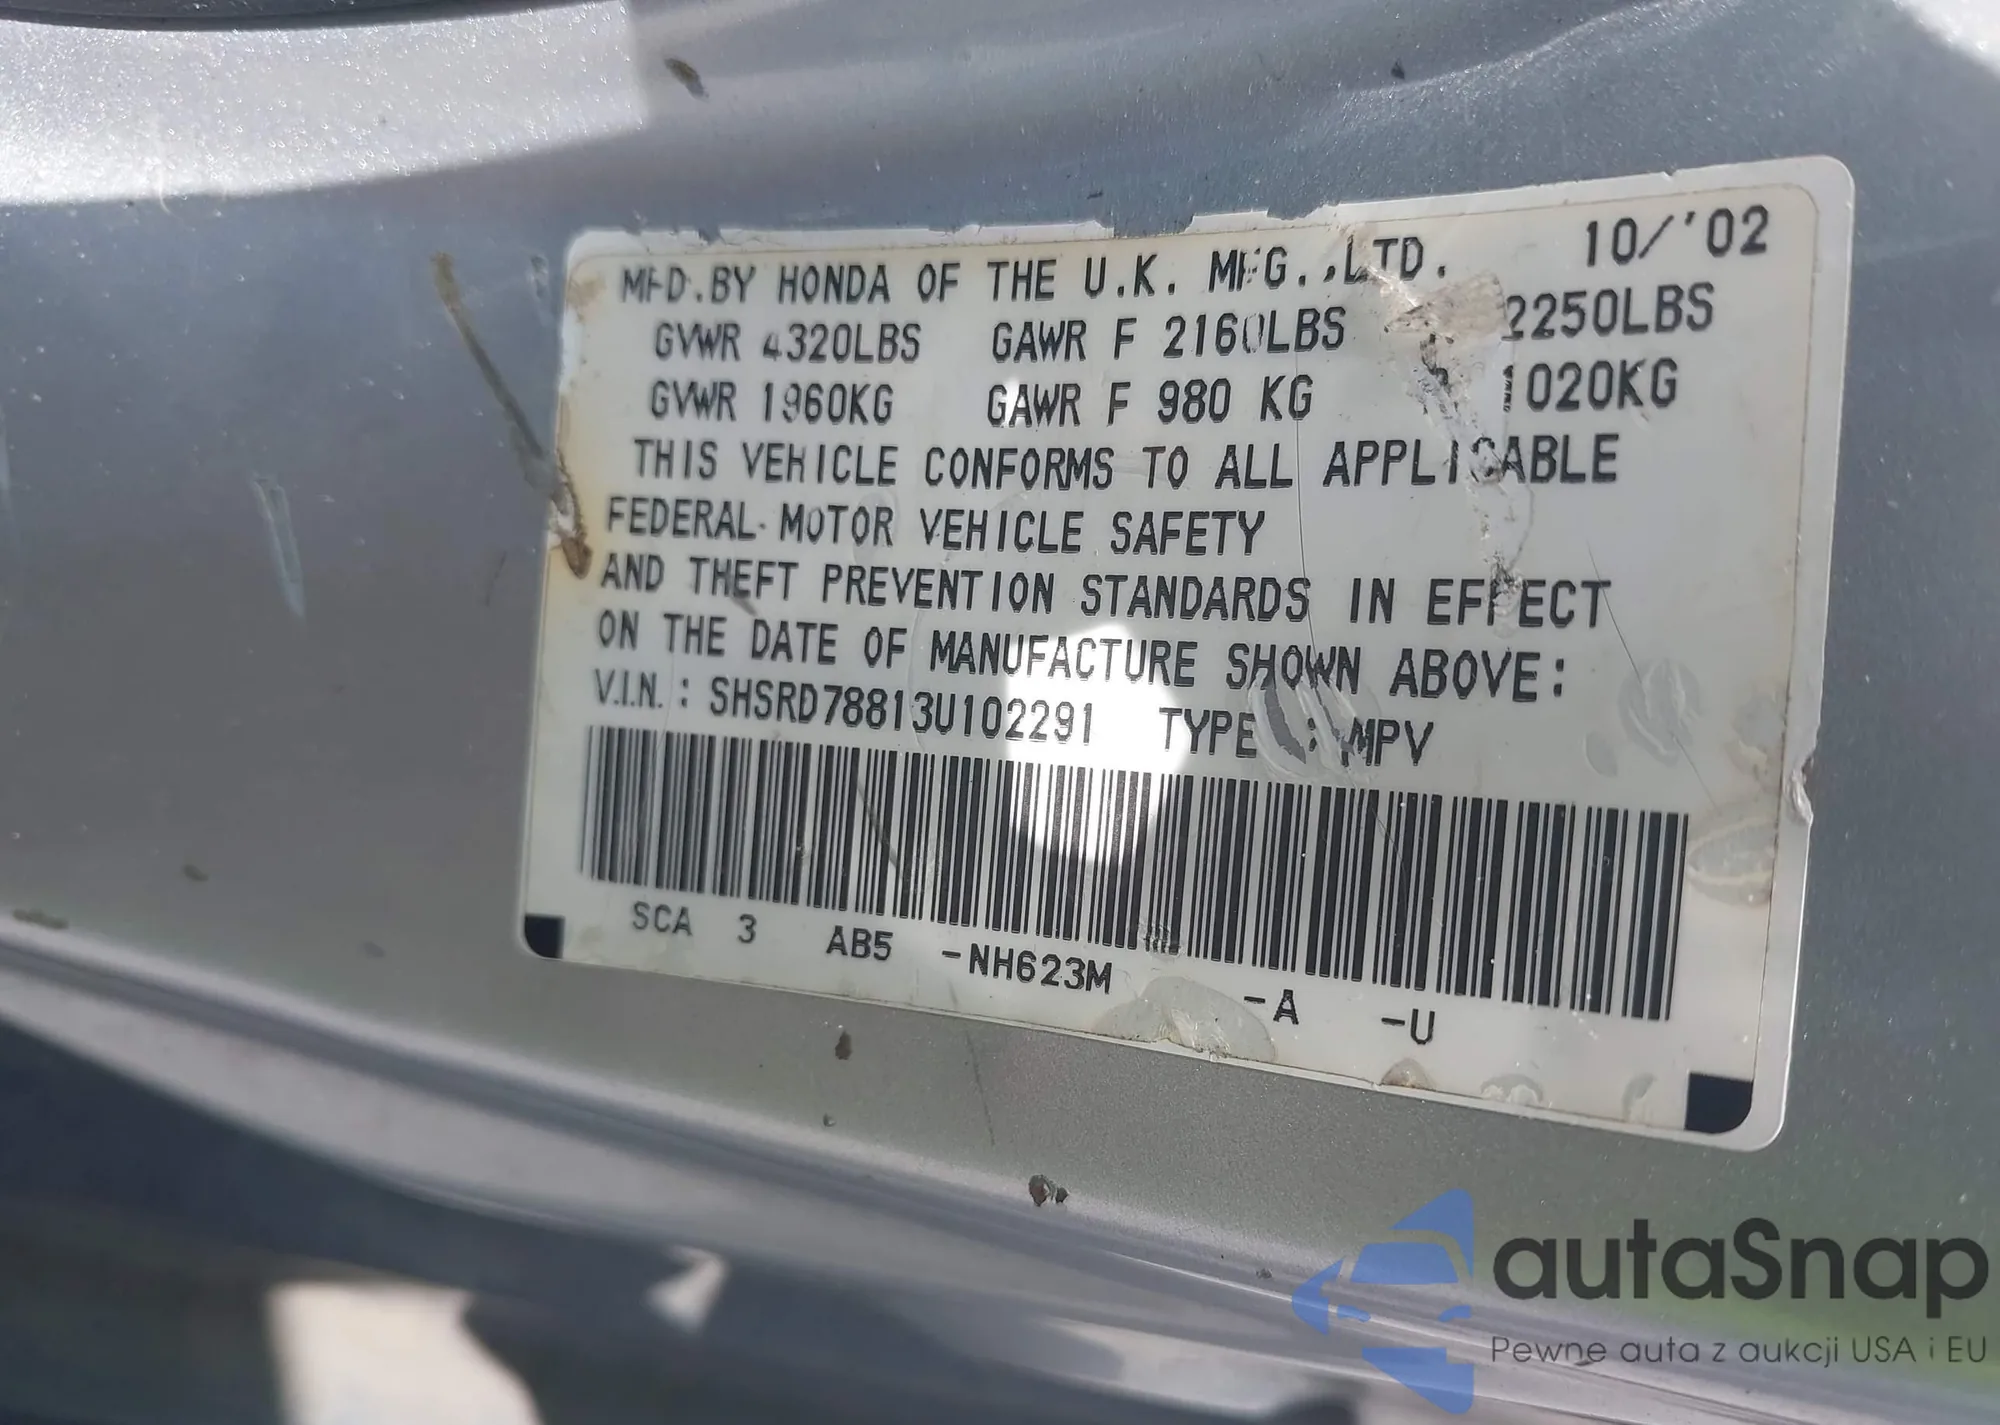 MFD.BY HONDA OF THE U.K. MFG.,LTD. 10/'02
GVWR 4320LBS GAWR F 2160LBS 2250LBS
GVWR 1960KG GAWR F 980 KG 1020KG
THIS VEHICLE CONFORMS TO ALL APPLICABLE
FEDERAL MOTOR VEHICLE SAFETY
AND THEFT PREVENTION STANDARDS IN EFFECT
ON THE DATE OF MANUFACTURE SHOWN ABOVE:
V.I.N.: SHSRD78813U102291 TYPE : MPV
SCA 3 AB5 -NH623M -A -U
autaSnap
Pewne auta z aukcji USA i EU